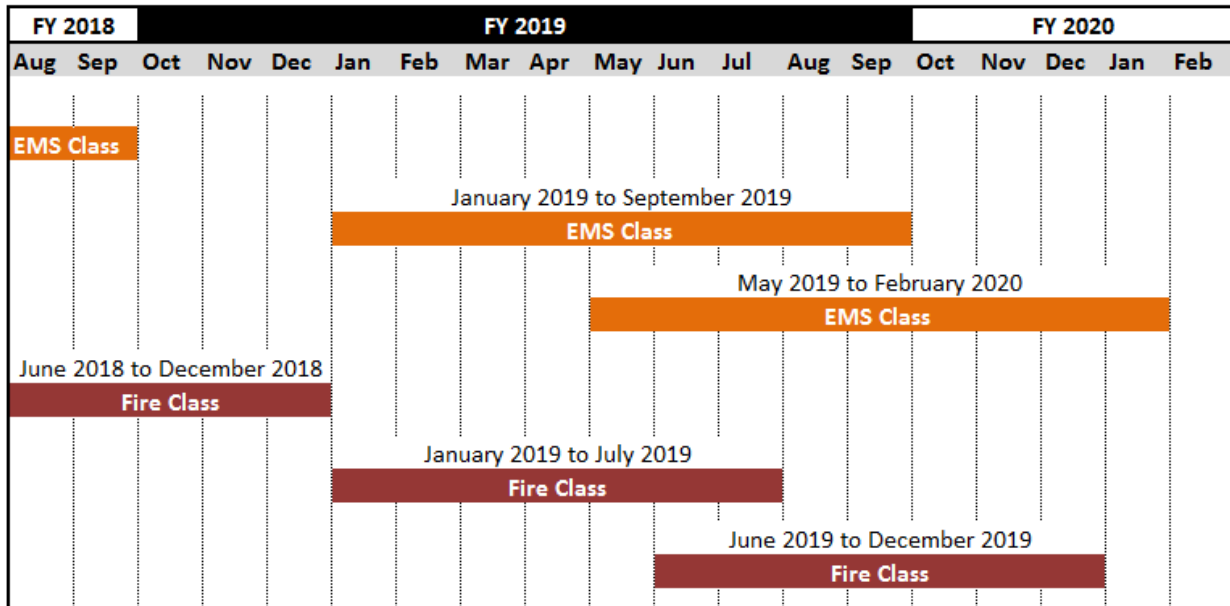 FY 2018 FY 2019 FY 2020
Aug Sep Oct Nov Dec Jan Feb Mar Apr May Jun Jul Aug Sep Oct Nov Dec Jan Feb
EMS Class
January 2019 to September 2019
EMS Class
May 2019 to February 2020
EMS Class
June 2018 to December 2018
Fire Class
January 2019 to July 2019
Fire Class
June 2019 to December 2019
Fire Class